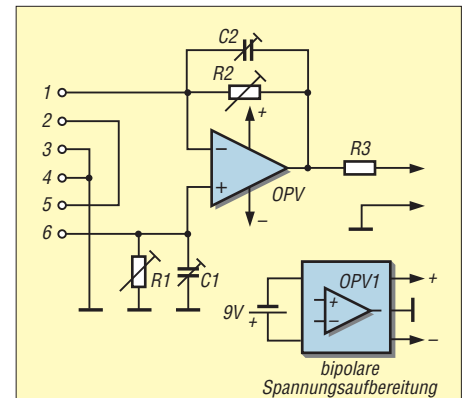 C2
R2
1
2
3
4
5
6
−
+
+
−
OPV
R3
R1
C1
9V
+
OPV1
+
−
+
−
bipolare
Spannungsaufbereitung